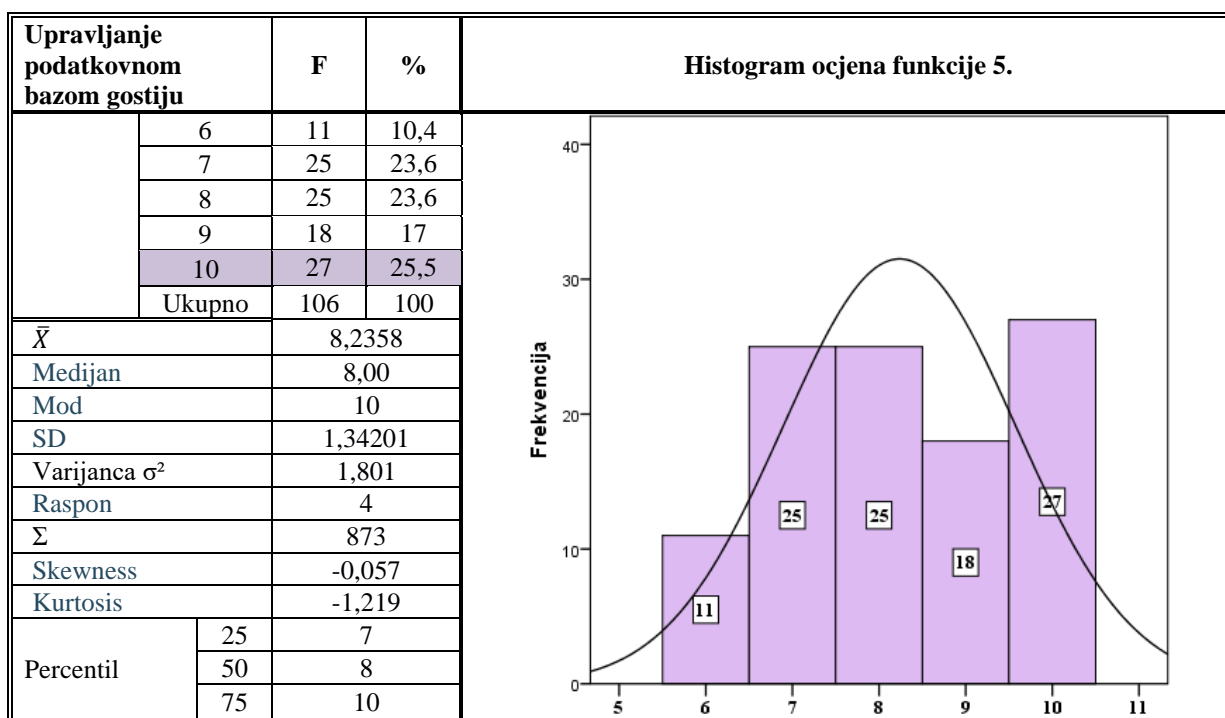 Upravljanje
podatkovnom
bazom gostiju
F
%
Histogram ocjena funkcije 5.
6 11 10,4
7 25 23,6
8 25 23,6
9 18 17
10 27 25,5
Ukupno 106 100
X̄ 8,2358
Medijan 8,00
Mod 10
SD 1,34201
Varijanca σ² 1,801
Raspon 4
Σ 873
Skewness -0,057
Kurtosis -1,219
Percentil
25 7
50 8
75 10
Frekvencija
40
30
20
10
0
11
25
25
18
27
5 6 7 8 9 10 11